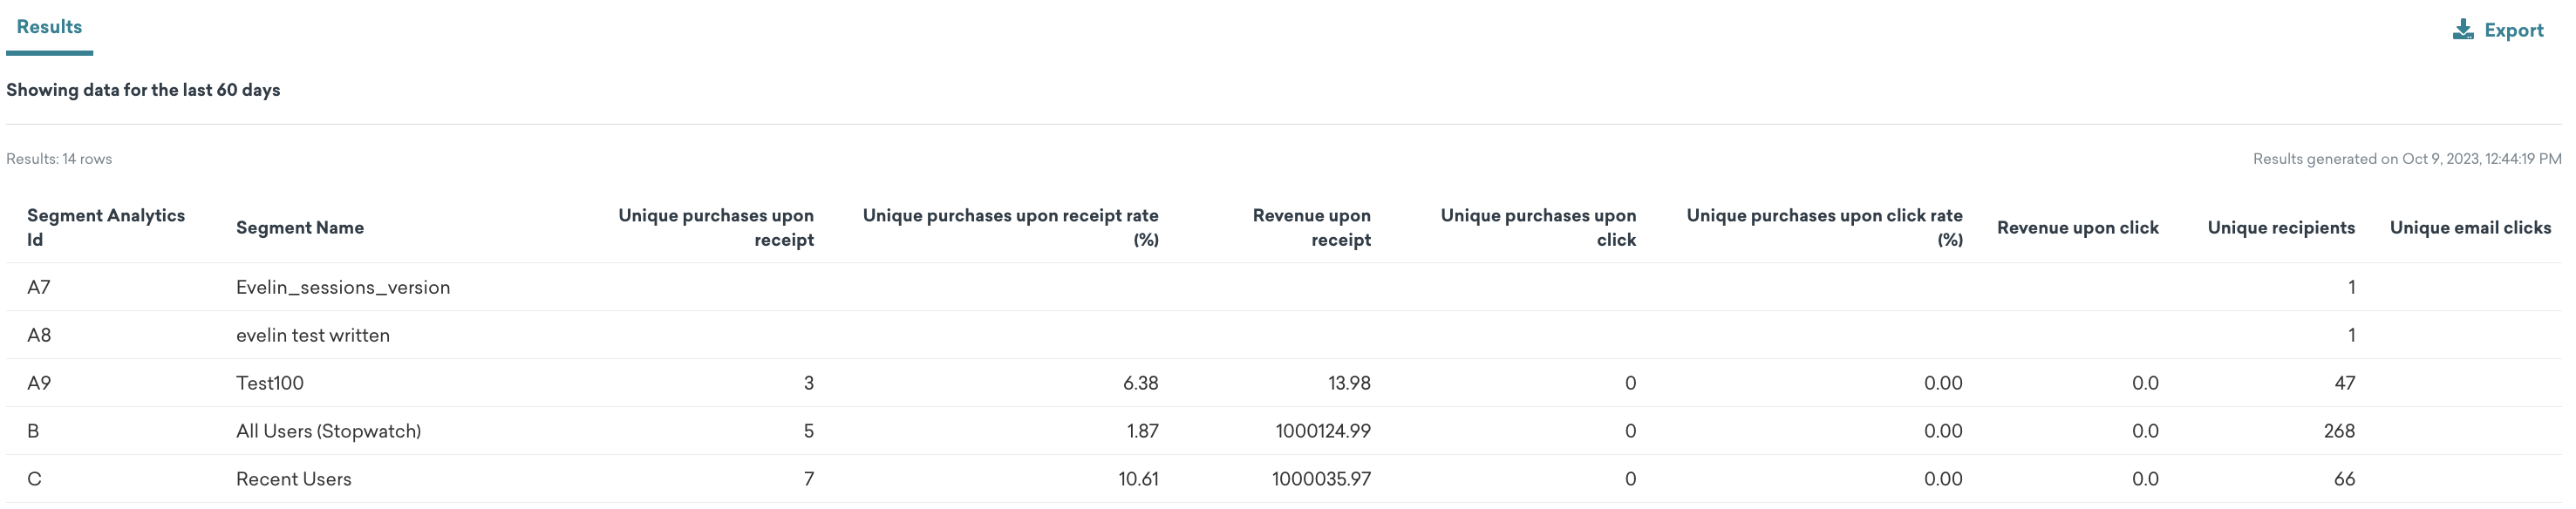 Results
Export
Showing data for the last 60 days
Results: 14 rows
Results generated on Oct 9, 2023, 12:44:19 PM
Segment Analytics Id Segment Name Unique purchases upon receipt Unique purchases upon receipt rate (%) Revenue upon receipt Unique purchases upon click Unique purchases upon click rate (%) Revenue upon click Unique recipients Unique email clicks
A7 Evelin_sessions_version 1
A8 evelin test written 1
A9 Test100 3 6.38 13.98 0 0.00 0.0 47
B All Users (Stopwatch) 5 1.87 1000124.99 0 0.00 0.0 268
C Recent Users 7 10.61 1000035.97 0 0.00 0.0 66